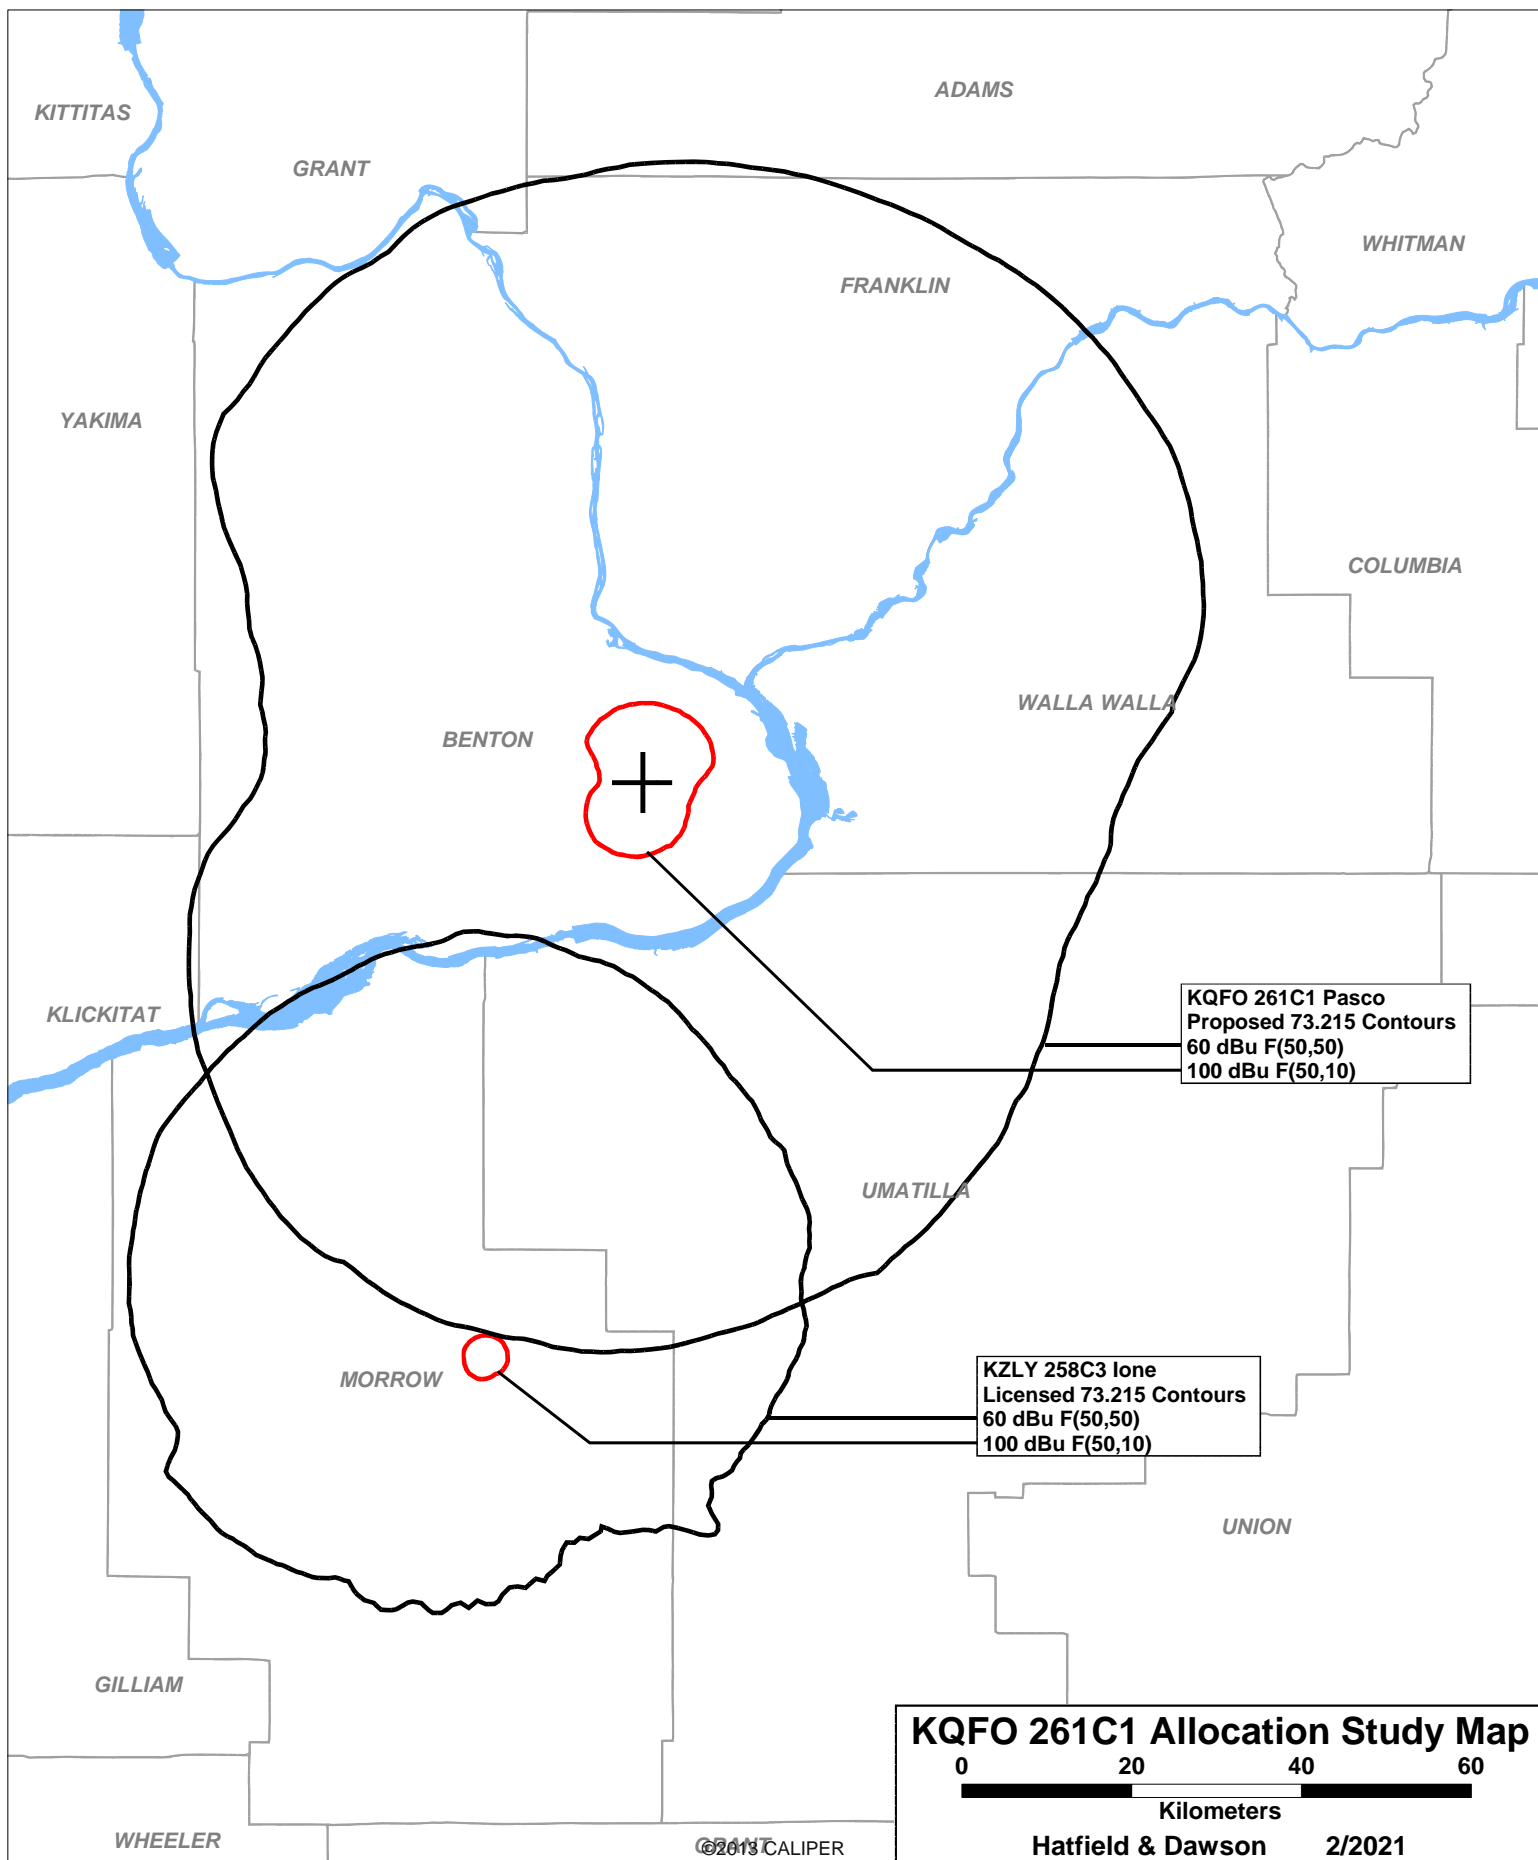 ADAMS
KITTITAS
GRANT
WHITMAN
FRANKLIN
YAKIMA
COLUMBIA
WALLA WALLA
BENTON
KLICKITAT
KQFO 261C1 Pasco
Proposed 73.215 Contours
60 dBu F(50,50)
100 dBu F(50,10)
UMATILLA
MORROW
KZLY 258C3 Ione
Licensed 73.215 Contours
60 dBu F(50,50)
100 dBu F(50,10)
UNION
GILLIAM
KQFO 261C1 Allocation Study Map
0 20 40 60
Kilometers
Hatfield & Dawson 2/2021
WHEELER
GRANT
©2013 CALIPER